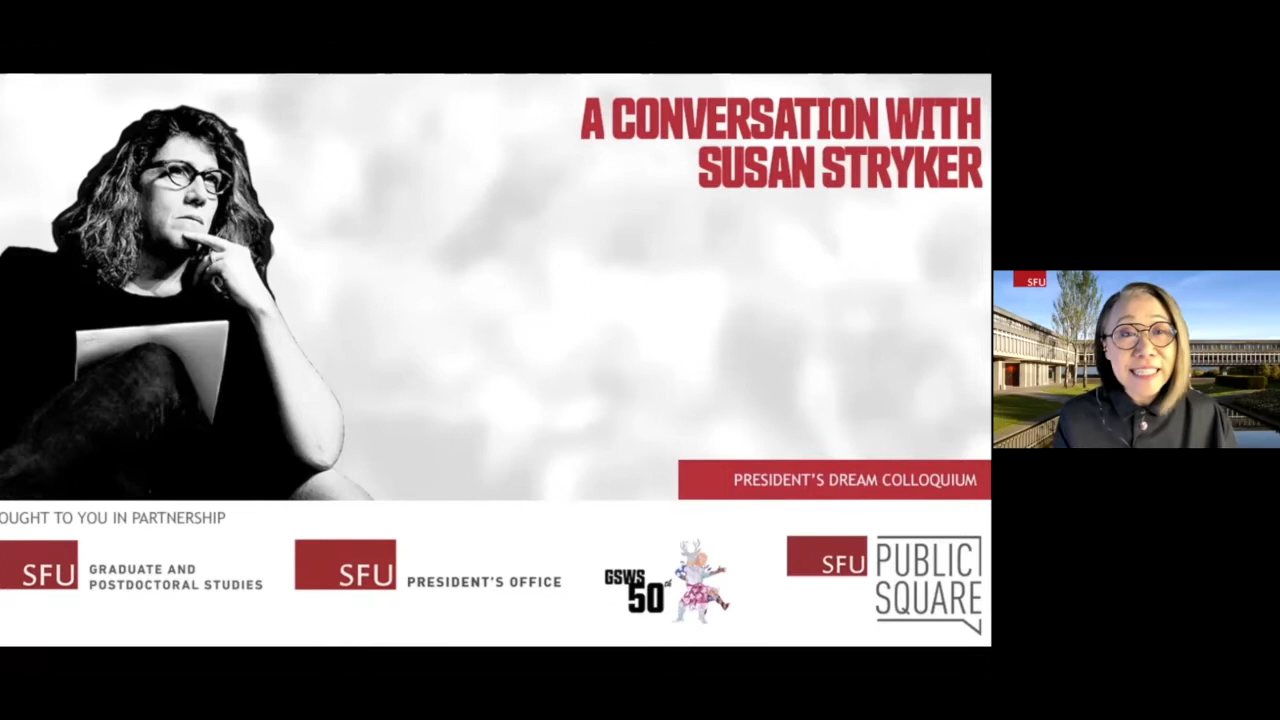 A CONVERSATION WITH
SUSAN STRYKER
PRESIDENT'S DREAM COLLOQUIUM
OUGHT TO YOU IN PARTNERSHIP
SFU
GRADUATE AND
POSTDOCTORAL STUDIES
SFU
PRESIDENT'S OFFICE
GSWS
50th
SFU
PUBLIC
SQUARE
SFU